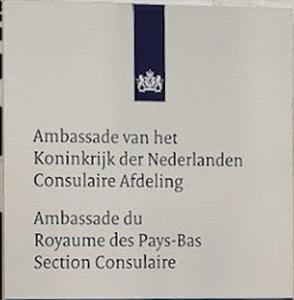 Ambassade van het
Koninkrijk der Nederlanden
Consulaire Afdeling
Ambassade du
Royaume des Pays-Bas
Section Consulaire